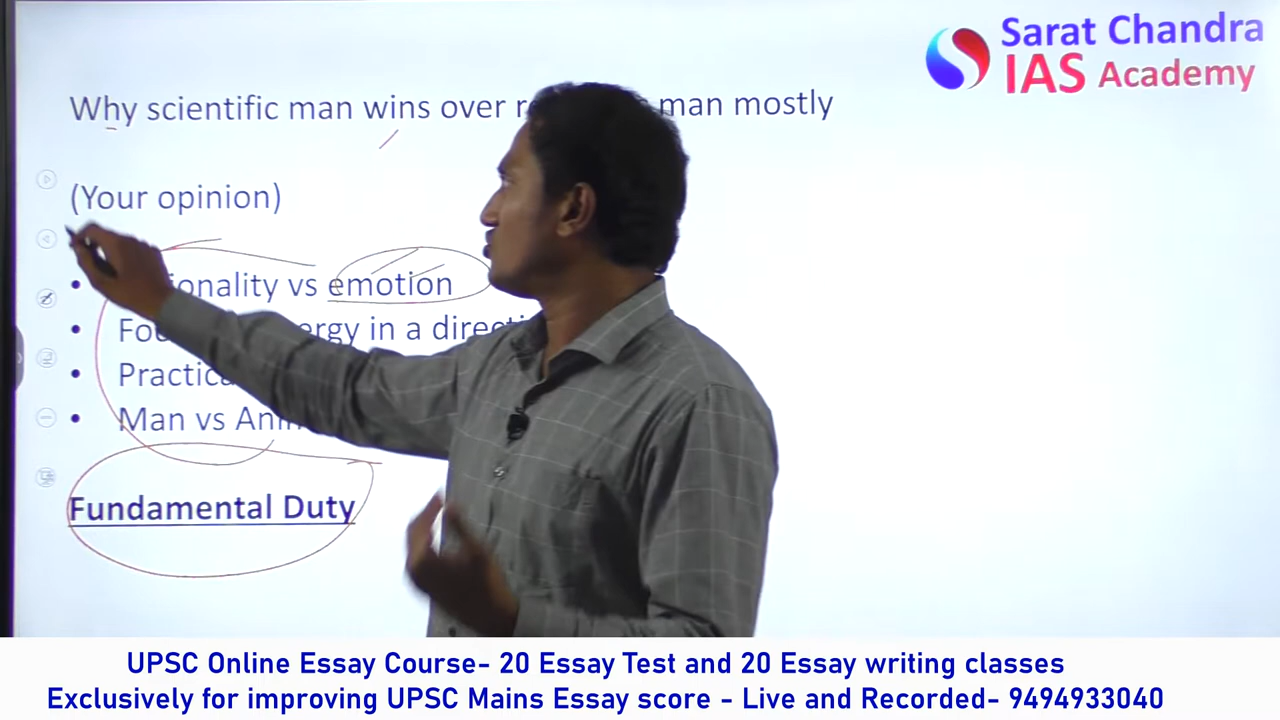 Sarat Chandra
IAS Academy
Why scientific man wins over man mostly
(Your opinion)
vs emotion
in a
Man vs
Fundamental Duty
UPSC Online Essay Course- 20 Essay Test and 20 Essay writing classes
Exclusively for improving UPSC Mains Essay score - Live and Recorded- 9494933040